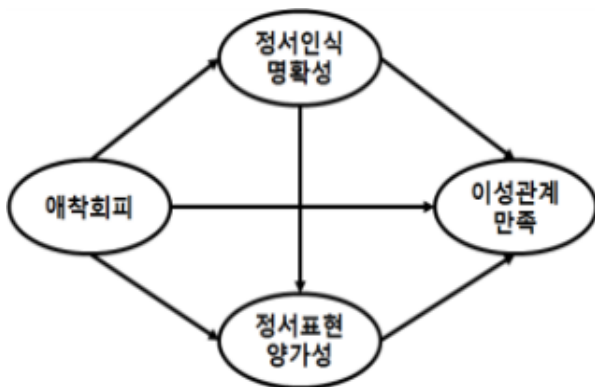 정서인식
명확성
애착회피
이성관계
만족
정서표현
양가성